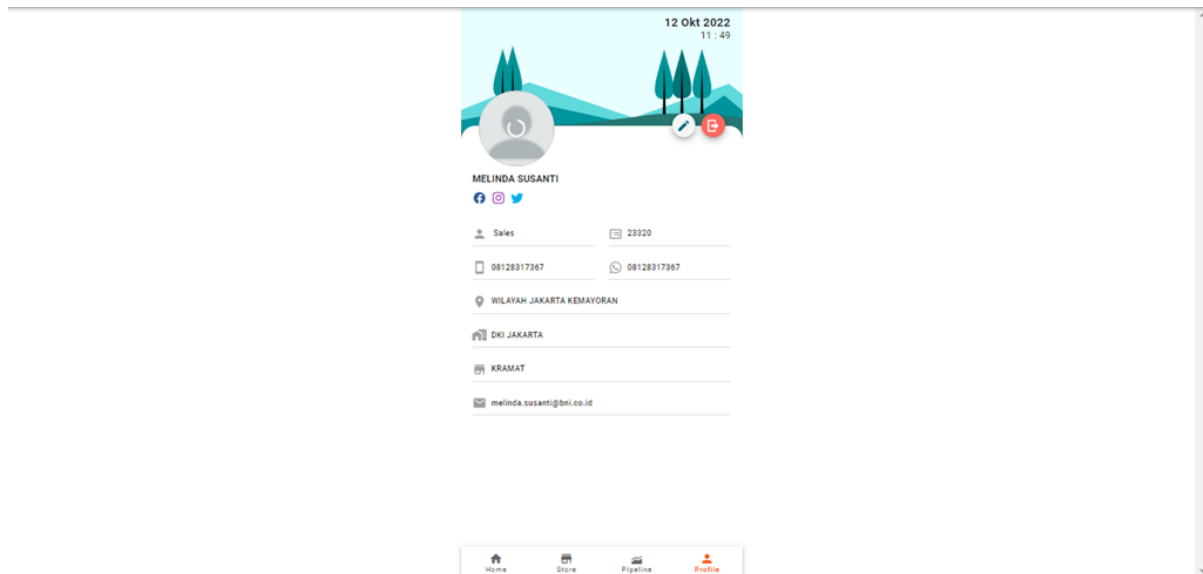 12 Okt 2022
11 : 49
MELINDA SUSANTI
Sales
23320
08128317367
08128317367
WILAYAH JAKARTA KEMAYORAN
DKI JAKARTA
KRAMAT
melinda.susanti@bni.co.id
Home
Store
Pipeline
Profile